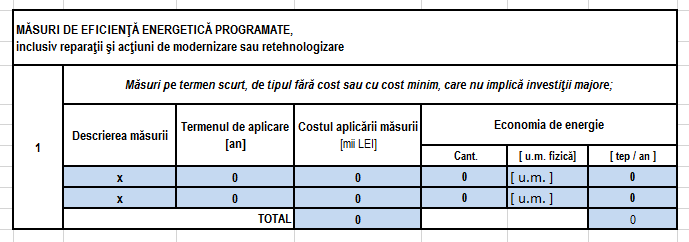 MĂSURI DE EFICIENŢĂ ENERGETICĂ PROGRAMATE,
inclusiv reparaţii şi acţiuni de modernizare sau retehnologizare
1
Măsuri pe termen scurt, de tipul fără cost sau cu cost minim, care nu implică investiţii majore;
Descrierea măsurii
Termenul de aplicare
[an]
Costul aplicării măsurii
[mii LEI]
Economia de energie
Cant. [ u.m. fizică] [ tep / an ]
x 0 0 0 [ u.m. ] 0
x 0 0 0 [ u.m. ] 0
TOTAL 0 0